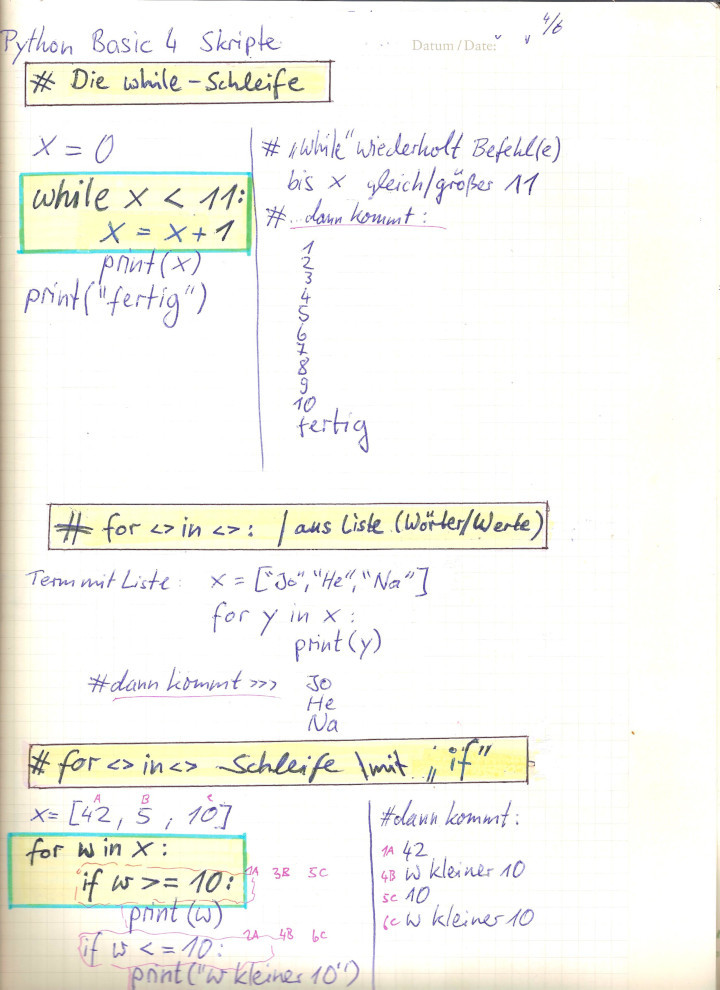 4/6
Python Basic 4 Skripte
Datum / Date:
# Die while-Schleife
x = 0
while x < 11:
x = x + 1
print(x)
print("fertig")
# „while" wiederholt Befehl(e)
bis x gleich/größer 11
# ...dann kommt:
1
2
3
4
5
6
7
8
9
10
fertig
# for <> in <>: / aus Liste (Wörter/Werte)
Term mit Liste: x = ["Jo", "He", "Na"]
for y in x:
print(y)
#dann kommt >>> Jo
He
Na
# for <> in <> -Schleife \mit „if"
A B C
x = [42, 5, 10]
for w in x:
if w >= 10: 1A 3B 5C
print(w)
if w <= 10: 2A 4B 6C
print("w kleiner 10")
#dann kommt:
1A 42
4B w kleiner 10
5C 10
6C w kleiner 10